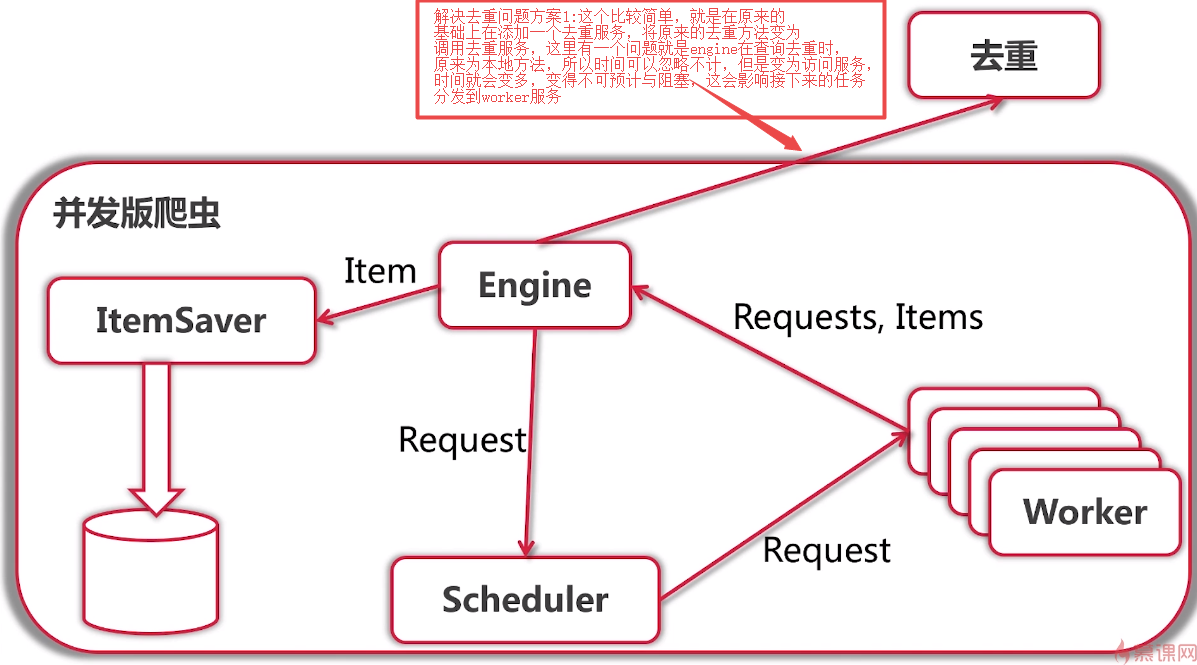 解决去重问题方案1:这个比较简单，就是在原来的
基础上在添加一个去重服务，将原来的去重方法变为
调用去重服务，这里有一个问题就是engine在查询去重时，
原来为本地方法，所以时间可以忽略不计，但是变为访问服务，
时间就会变多，变得不可预计与阻塞，这会影响接下来的任务
分发到worker服务
去重
并发版爬虫
Item
Engine
ItemSaver
Requests, Items
Request
Worker
Request
Scheduler
慕课网